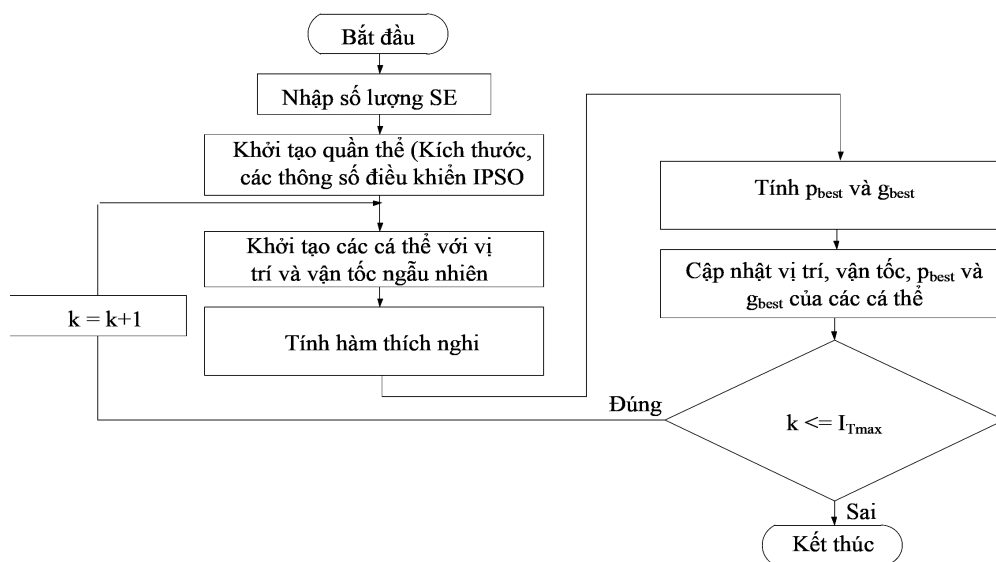 Bắt đầu
Nhập số lượng SE
Khởi tạo quần thể (Kích thước,
các thông số điều khiển IPSO
Khởi tạo các cá thể với vị
trí và vận tốc ngẫu nhiên
Tính hàm thích nghi
k = k+1
Tính pbest và gbest
Cập nhật vị trí, vận tốc, pbest và
gbest của các cá thể
k <= ITmax
Đúng
Sai
Kết thúc